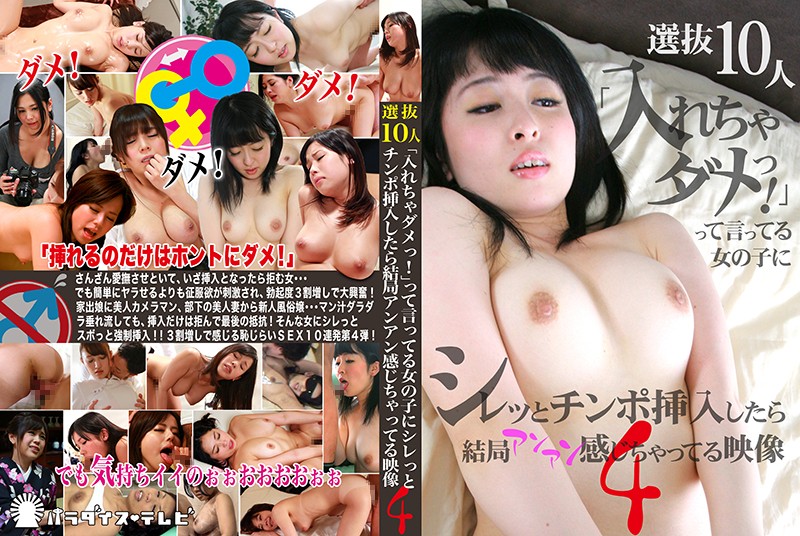 ダメ!
ダメ!
ダメ!
「挿れるのだけはホントにダメ!」
さんざん愛撫させといて、いざ挿入となったら拒む女・・・
でも簡単にヤラせるよりも征服欲が刺激され、勃起度3割増しで大興奮!
家出娘に美人カメラマン、部下の美人妻から新人風俗嬢・・・マン汁ダラダラ
垂れ流しても、挿入だけは拒んで最後の抵抗!そんな女にシレっと
スポっと強制挿入!!3割増しで感じる恥じらいSEX10連発第4弾!
でも気持ちイイのぉぉおおおおぉぉ
パラダイス・テレビ
選抜10人
「入れちゃダメっ!」って言ってる女の子にシレっと
チンポ挿入したら結局アンアン感じちゃってる映像
4
選抜10人
「入れちゃ
ダメっ!」
って言ってる
女の子に
シレッとチンポ挿入したら
結局アンアン感じちゃってる映像
4